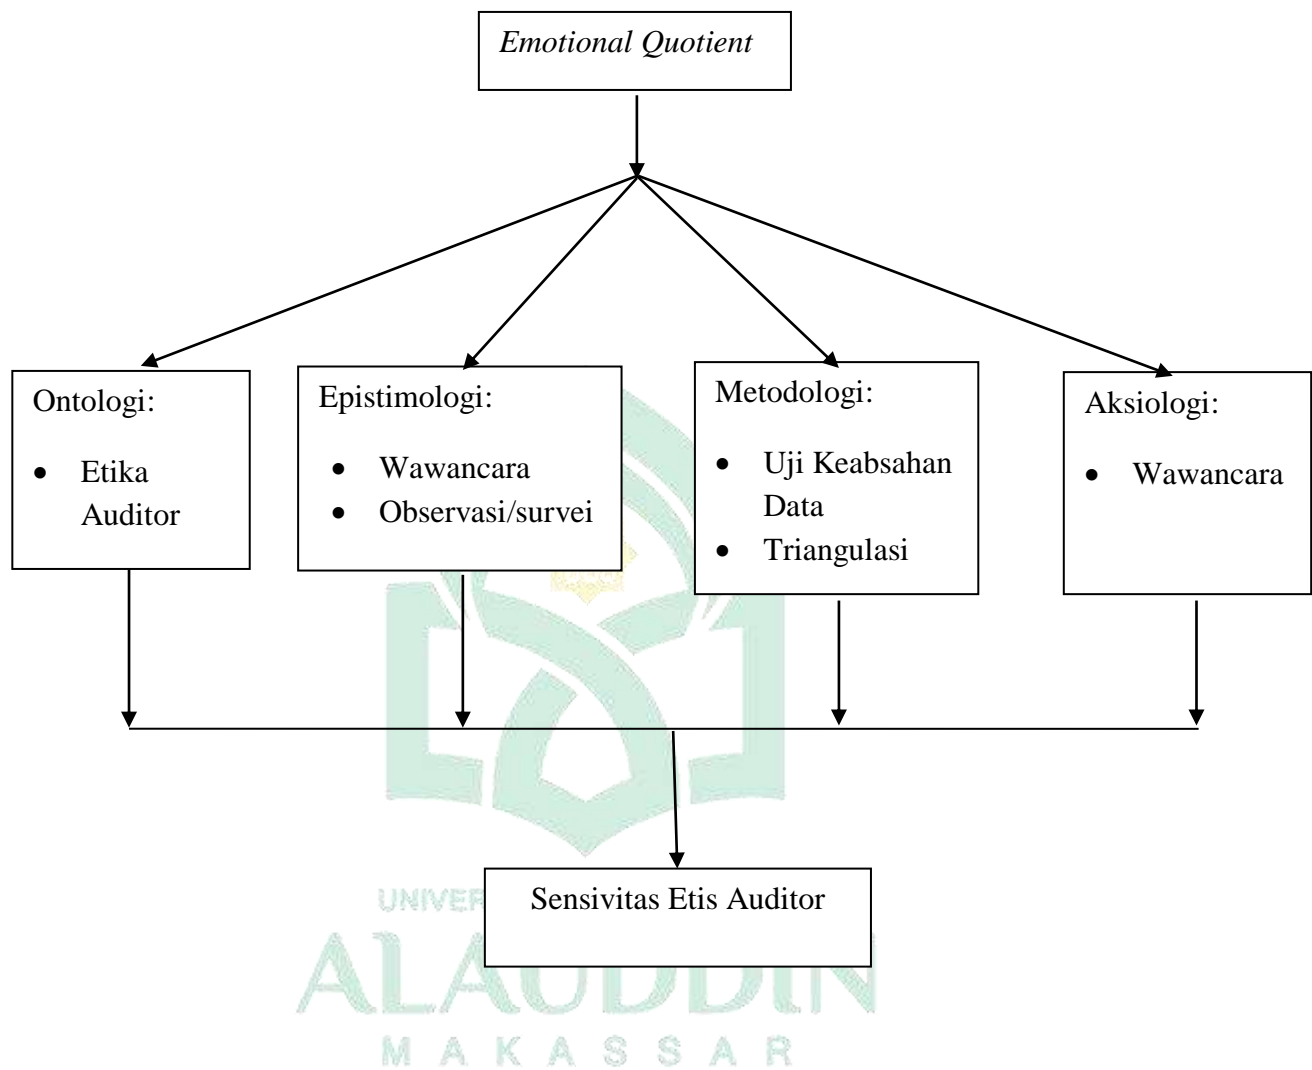 Emotional Quotient
Ontologi:
• Etika
Auditor
Epistimologi:
• Wawancara
• Observasi/survei
Metodologi:
• Uji Keabsahan
Data
• Triangulasi
Aksiologi:
• Wawancara
Sensivitas Etis Auditor
ALAUDDIN
MAKASSAR